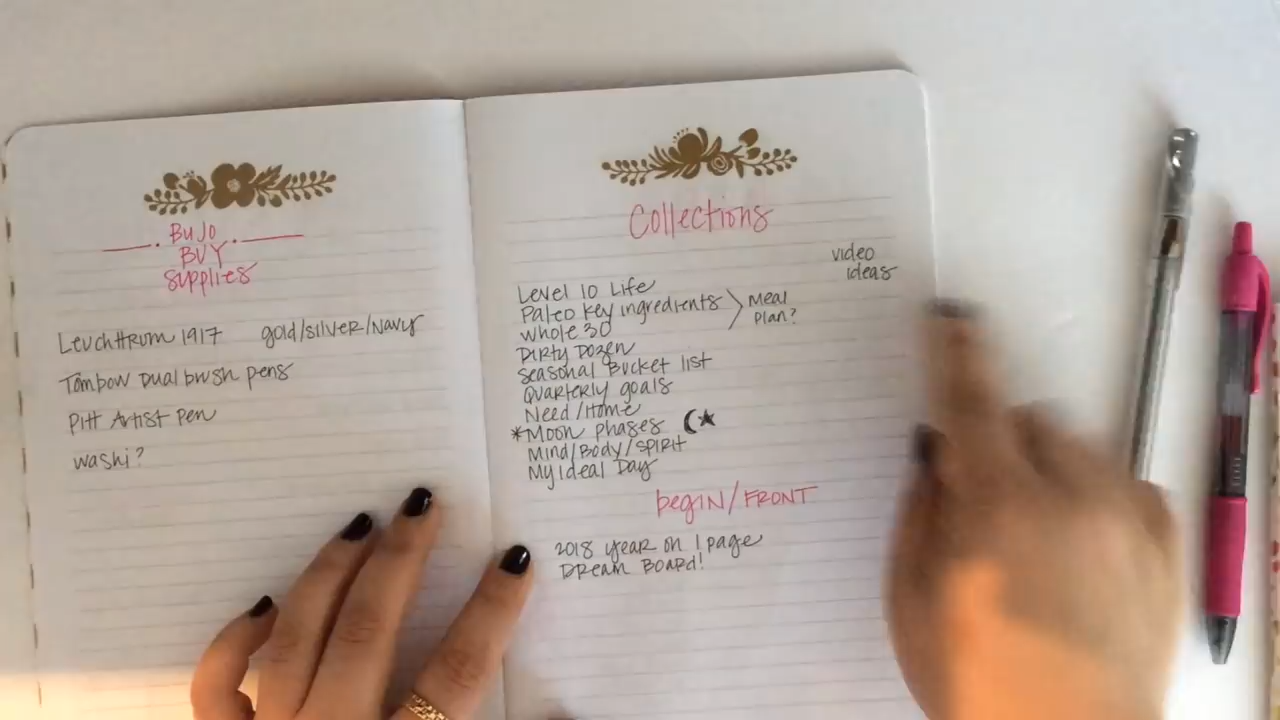 BUJO
BUY
supplies
Leuchttrum 1917 gold/silver/Navy
Tombow Dual brush pens
Pitt Artist Pen
washi?
Collections
video
ideas
Level 10 Life
Paleo key ingredients
Whole 30
Meal
Plan?
Dirty Dozen
Seasonal Bucket list
Quarterly goals
Need/Home
*Moon phases
Mind/Body/Spirit
My Ideal Day
begin/FRONT
2018 year on 1 page
Dream Board!